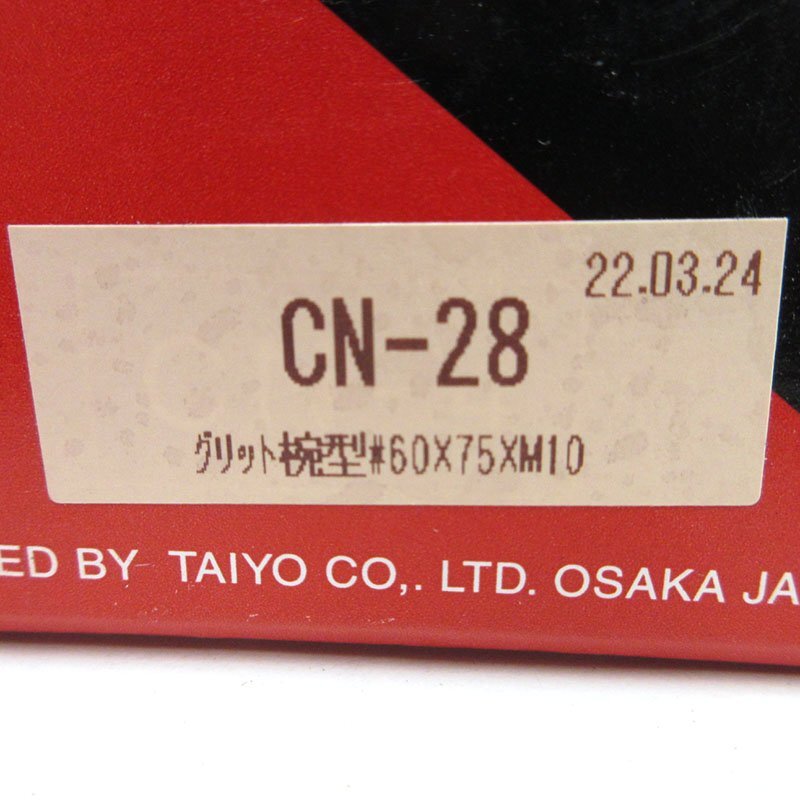 22.03.24
CN-28
グリット椀型#60X75XM10
ED BY TAIYO CO,. LTD. OSAKA JA